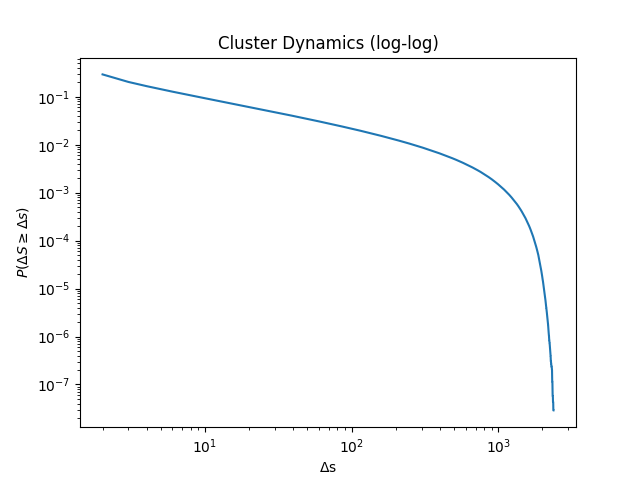 Cluster Dynamics (log-log)
P(ΔS ≥ Δs)
10⁻¹
10⁻²
10⁻³
10⁻⁴
10⁻⁵
10⁻⁶
10⁻⁷
10¹ 10² 10³
Δs